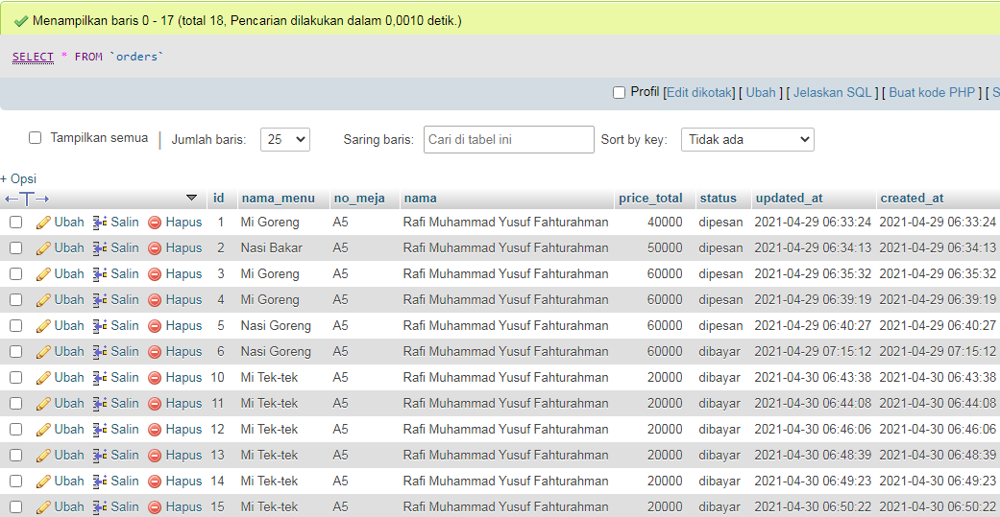 Menampilkan baris 0 - 17 (total 18, Pencarian dilakukan dalam 0,0010 detik.)
SELECT * FROM `orders`
Profil [Edit dikotak] [ Ubah ] [ Jelaskan SQL ] [ Buat kode PHP ] [ S
Tampilkan semua | Jumlah baris: 25 Saring baris: Cari di tabel ini Sort by key: Tidak ada
+ Opsi
←T→ id nama_menu no_meja nama price_total status updated_at created_at
Ubah Salin Hapus 1 Mi Goreng A5 Rafi Muhammad Yusuf Fahturahman 40000 dipesan 2021-04-29 06:33:24 2021-04-29 06:33:24
Ubah Salin Hapus 2 Nasi Bakar A5 Rafi Muhammad Yusuf Fahturahman 50000 dipesan 2021-04-29 06:34:13 2021-04-29 06:34:13
Ubah Salin Hapus 3 Mi Goreng A5 Rafi Muhammad Yusuf Fahturahman 60000 dipesan 2021-04-29 06:35:32 2021-04-29 06:35:32
Ubah Salin Hapus 4 Mi Goreng A5 Rafi Muhammad Yusuf Fahturahman 60000 dipesan 2021-04-29 06:39:19 2021-04-29 06:39:19
Ubah Salin Hapus 5 Nasi Goreng A5 Rafi Muhammad Yusuf Fahturahman 60000 dipesan 2021-04-29 06:40:27 2021-04-29 06:40:27
Ubah Salin Hapus 6 Nasi Goreng A5 Rafi Muhammad Yusuf Fahturahman 60000 dibayar 2021-04-29 07:15:12 2021-04-29 07:15:12
Ubah Salin Hapus 10 Mi Tek-tek A5 Rafi Muhammad Yusuf Fahturahman 20000 dibayar 2021-04-30 06:43:38 2021-04-30 06:43:38
Ubah Salin Hapus 11 Mi Tek-tek A5 Rafi Muhammad Yusuf Fahturahman 20000 dibayar 2021-04-30 06:44:08 2021-04-30 06:44:08
Ubah Salin Hapus 12 Mi Tek-tek A5 Rafi Muhammad Yusuf Fahturahman 20000 dibayar 2021-04-30 06:46:06 2021-04-30 06:46:06
Ubah Salin Hapus 13 Mi Tek-tek A5 Rafi Muhammad Yusuf Fahturahman 20000 dibayar 2021-04-30 06:48:39 2021-04-30 06:48:39
Ubah Salin Hapus 14 Mi Tek-tek A5 Rafi Muhammad Yusuf Fahturahman 20000 dibayar 2021-04-30 06:49:23 2021-04-30 06:49:23
Ubah Salin Hapus 15 Mi Tek-tek A5 Rafi Muhammad Yusuf Fahturahman 20000 dibayar 2021-04-30 06:50:22 2021-04-30 06:50:22